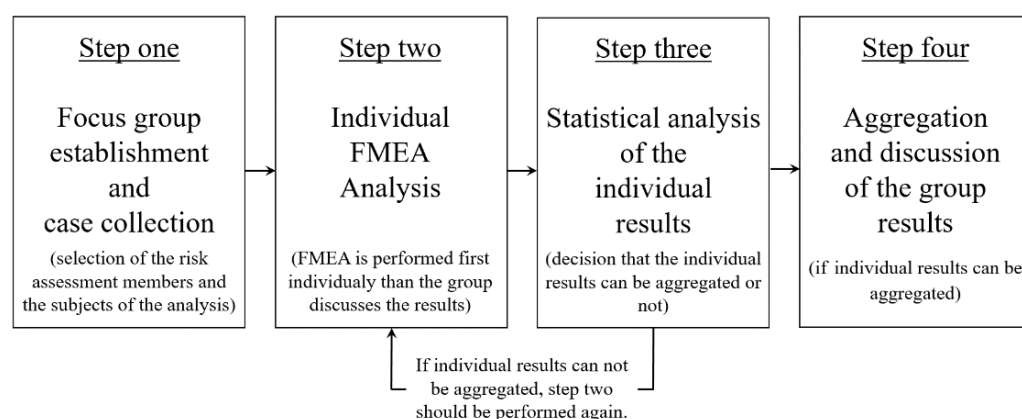 Step one
Focus group
establishment
and
case collection
(selection of the risk
assessment members and
the subjects of the analysis)
Step two
Individual
FMEA
Analysis
(FMEA is performed first
individualy than the group
discusses the results)
Step three
Statistical analysis
of the
individual
results
(decision that the individual
results can be aggregated or
not)
Step four
Aggregation
and discussion
of the group
results
(if individual results can be
aggregated)
If individual results can not
be aggregated, step two
should be performed again.